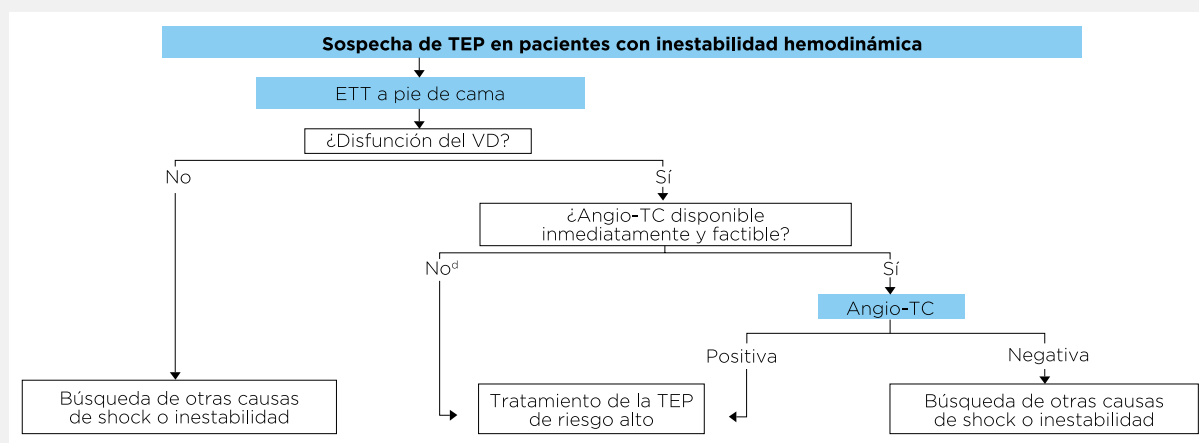 Sospecha de TEP en pacientes con inestabilidad hemodinámica
ETT a pie de cama
¿Disfunción del VD?
No
Sí
¿Angio-TC disponible
inmediatamente y factible?
Noᵈ
Sí
Angio-TC
Positiva
Negativa
Búsqueda de otras causas
de shock o inestabilidad
Tratamiento de la TEP
de riesgo alto
Búsqueda de otras causas
de shock o inestabilidad